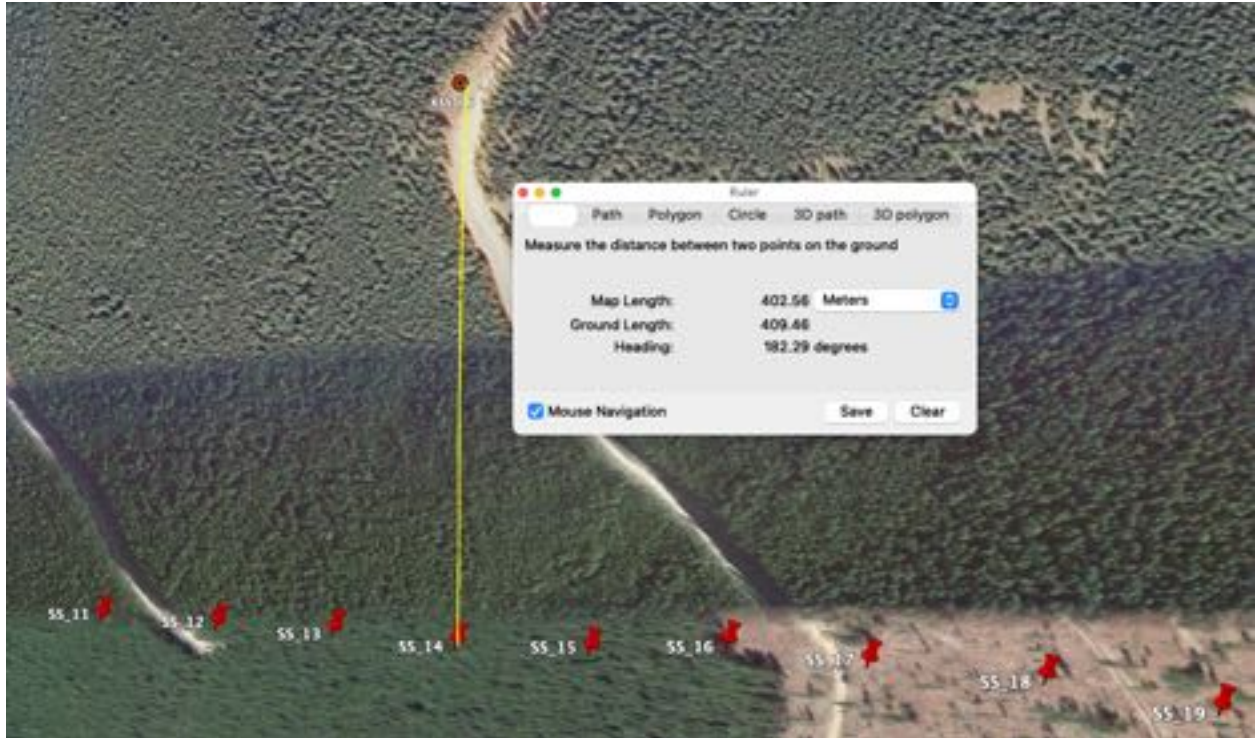 Ruler
Path Polygon Circle 3D path 3D polygon
Measure the distance between two points on the ground
Map Length: 402.56 Meters
Ground Length: 409.46
Heading: 182.29 degrees
Mouse Navigation Save Clear
SS_11
SS_12
SS_13
SS_14
SS_15
SS_16
SS_17
SS_18
SS_19